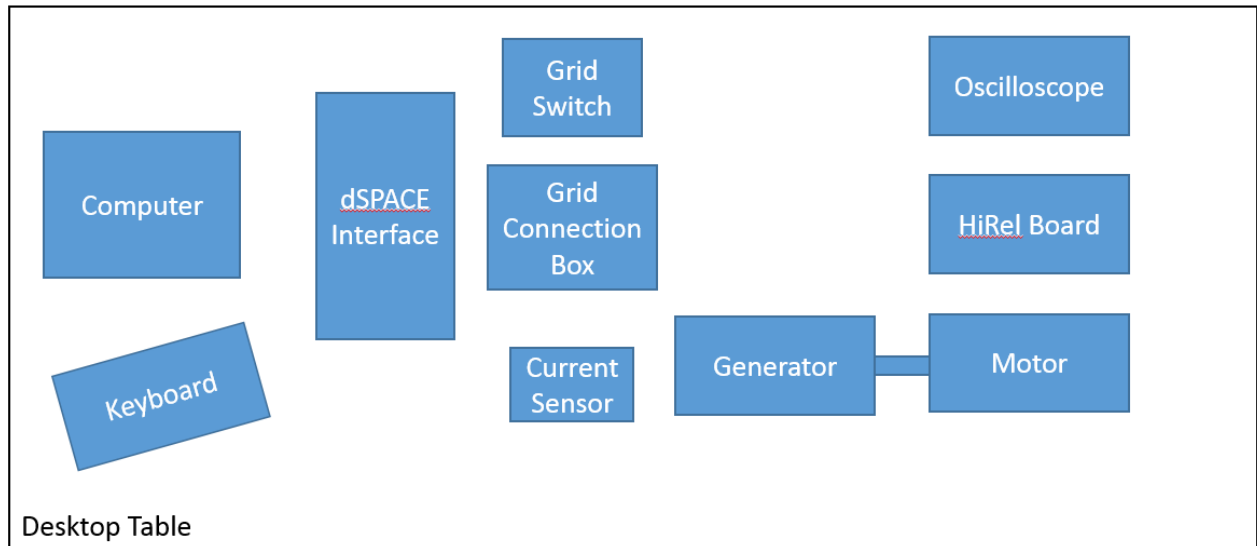 Computer
Keyboard
dSPACE
Interface
Grid
Switch
Grid
Connection
Box
Current
Sensor
Generator
Oscilloscope
HiRel Board
Motor
Desktop Table